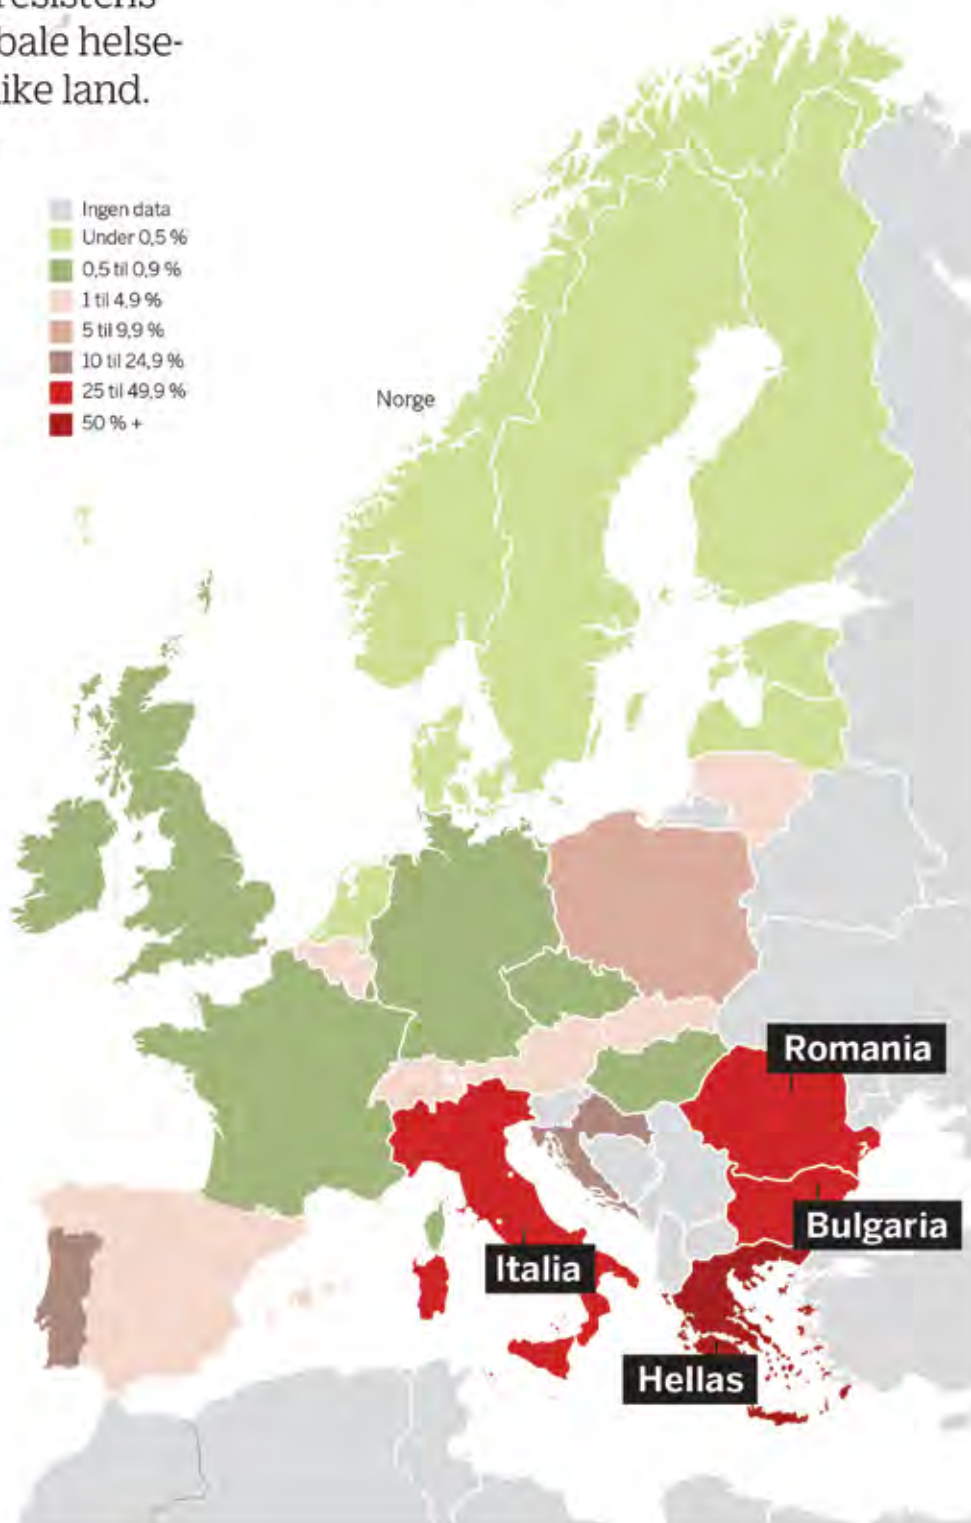 bale helse-
ike land.
Ingen data
Under 0,5 %
0,5 til 0,9 %
1 til 4,9 %
5 til 9,9 %
10 til 24,9 %
25 til 49,9 %
50 % +
Norge
Romania
Bulgaria
Italia
Hellas